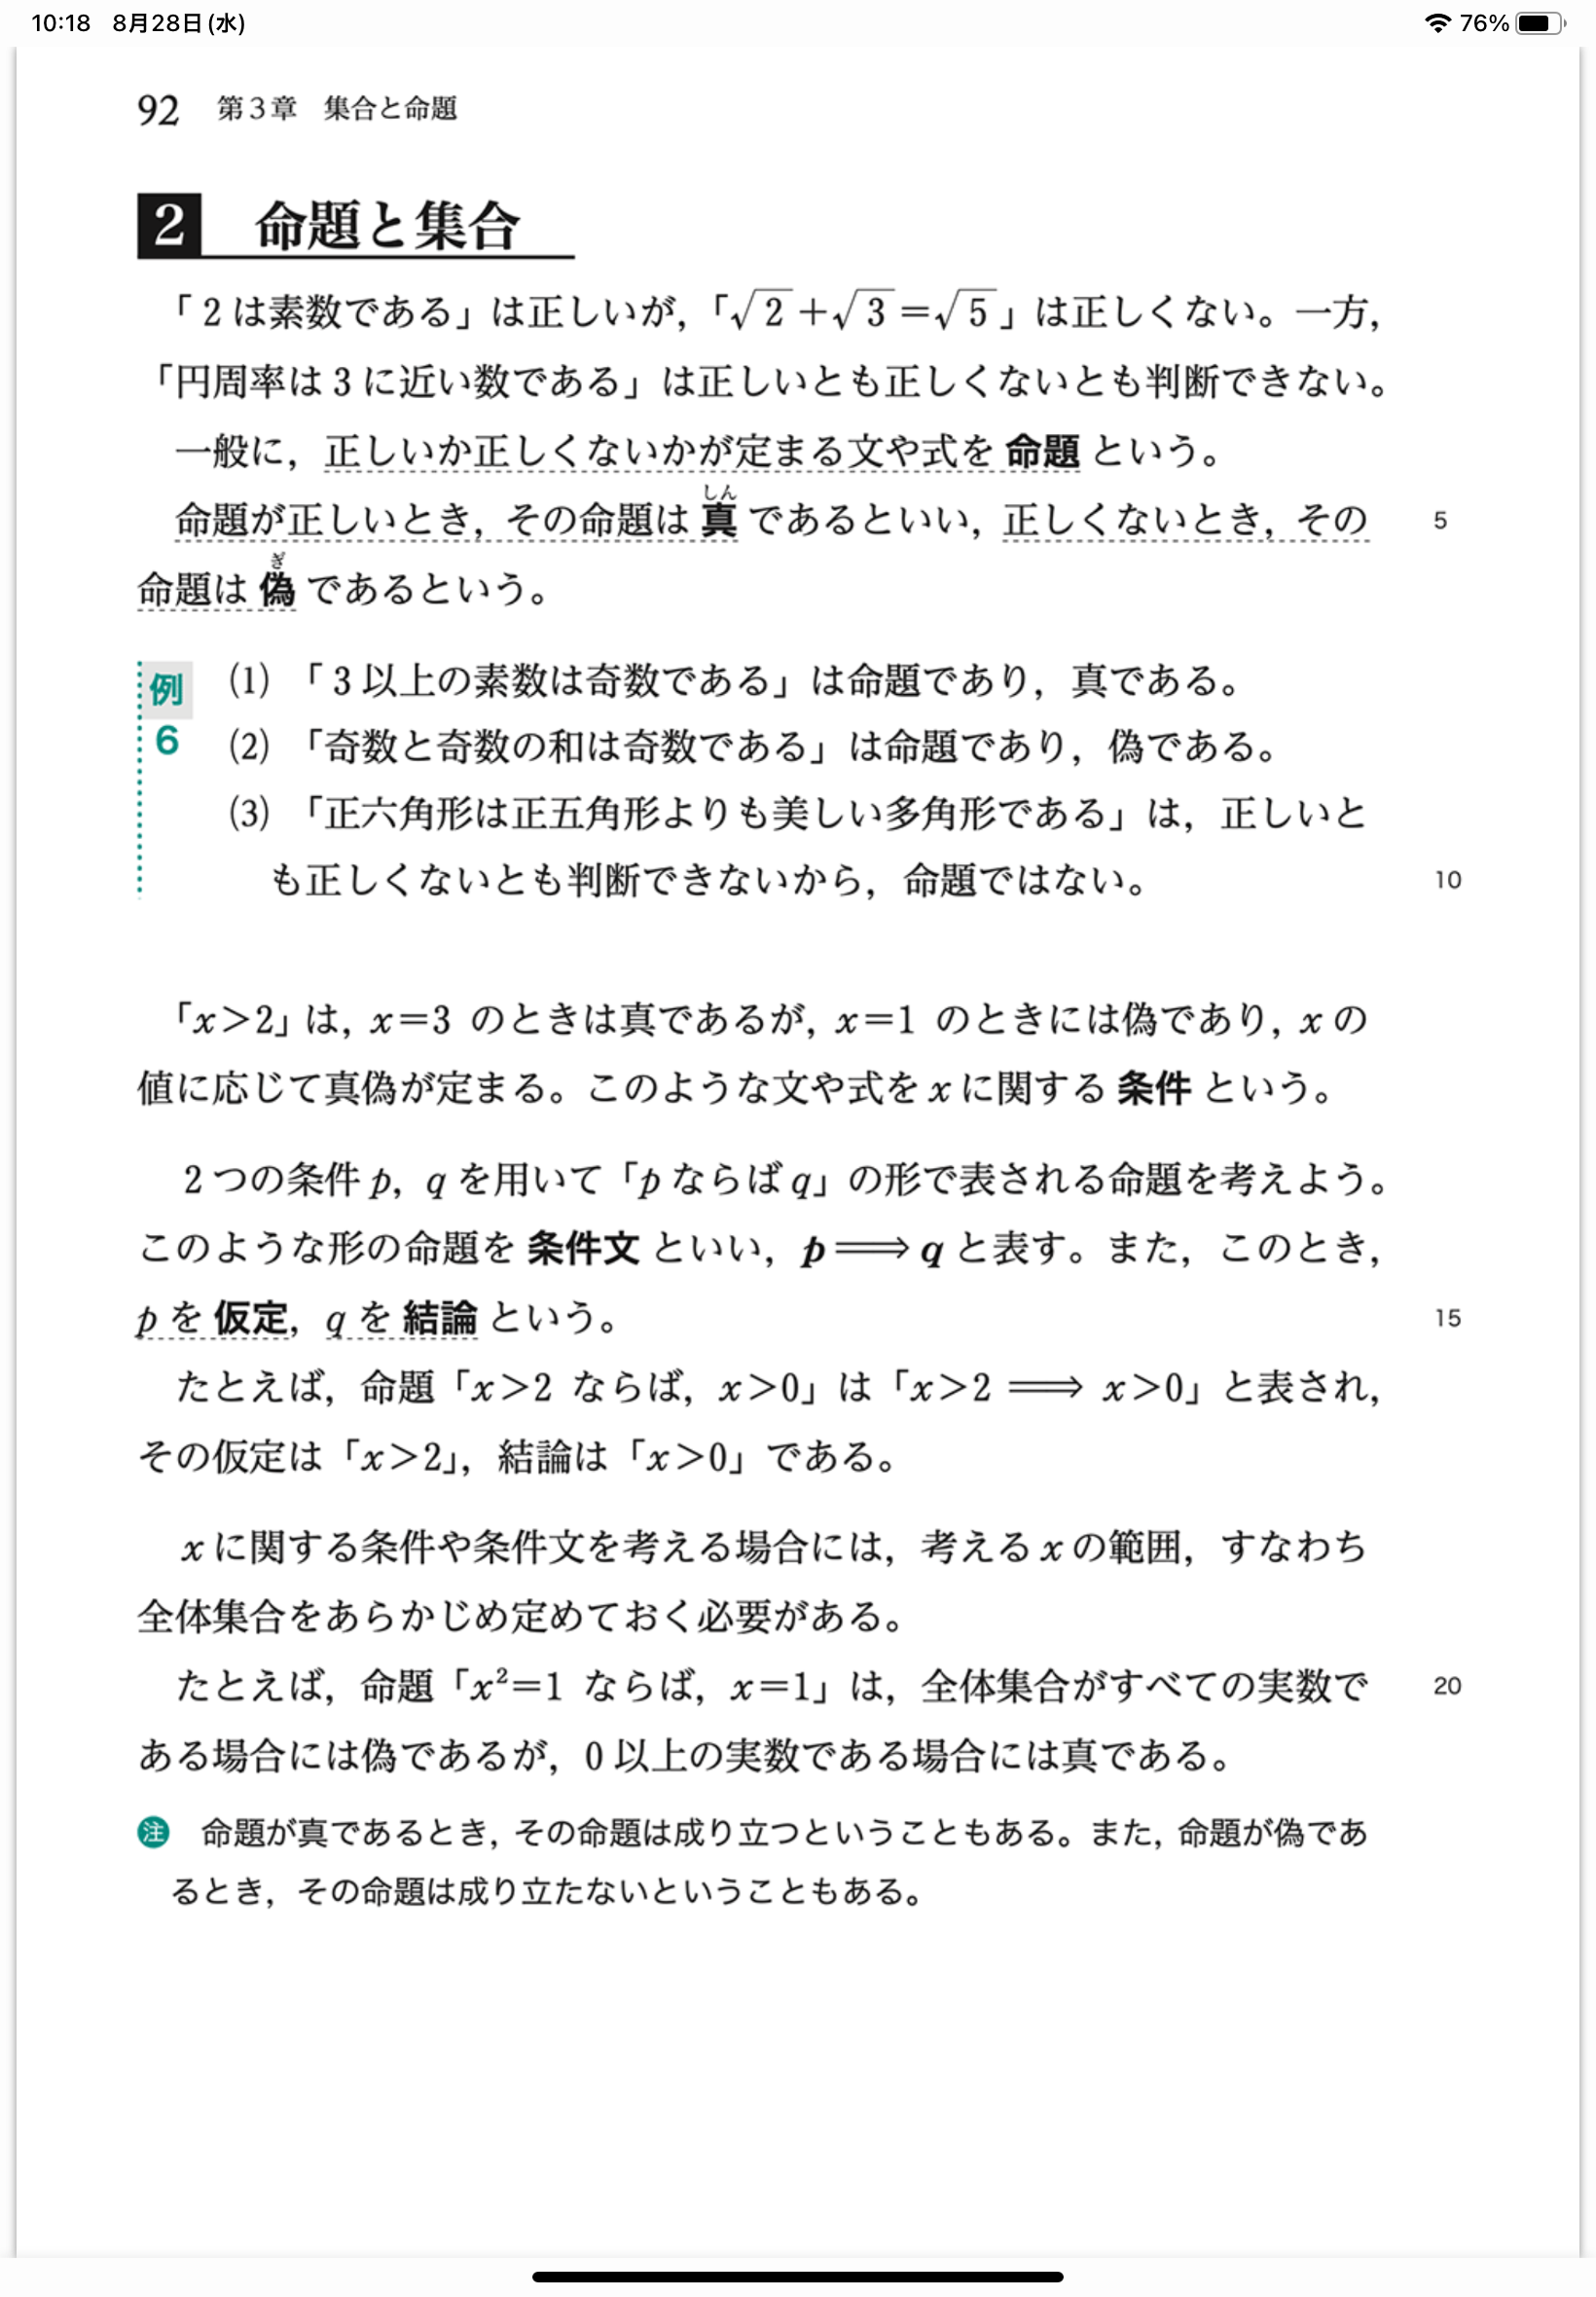 10:18 8月28日(水) 76%
92 第3章 集合と命題
2 命題と集合
「2は素数である」は正しいが,「√2+√3=√5」は正しくない。一方,
「円周率は3に近い数である」は正しいとも正しくないとも判断できない。
一般に,正しいか正しくないかが定まる文や式を 命題 という。
しん
命題が正しいとき,その命題は 真 であるといい,正しくないとき,その 5
ぎ
命題は 偽 であるという。
例 (1) 「3以上の素数は奇数である」は命題であり,真である。
6 (2) 「奇数と奇数の和は奇数である」は命題であり,偽である。
(3) 「正六角形は正五角形よりも美しい多角形である」は,正しいと
も正しくないとも判断できないから,命題ではない。 10
「x>2」は,x=3 のときは真であるが,x=1 のときには偽であり,xの
値に応じて真偽が定まる。このような文や式をxに関する 条件 という。
2つの条件p,qを用いて「pならばq」の形で表される命題を考えよう。
このような形の命題を 条件文 といい,p⟹q と表す。また,このとき,
pを 仮定,qを 結論 という。 15
たとえば,命題「x>2 ならば,x>0」は「x>2 ⟹ x>0」と表され,
その仮定は「x>2」,結論は「x>0」である。
xに関する条件や条件文を考える場合には,考えるxの範囲,すなわち
全体集合をあらかじめ定めておく必要がある。
たとえば,命題「x²=1 ならば,x=1」は,全体集合がすべての実数で 20
ある場合には偽であるが,0以上の実数である場合には真である。
注 命題が真であるとき,その命題は成り立つということもある。また,命題が偽であ
るとき,その命題は成り立たないということもある。